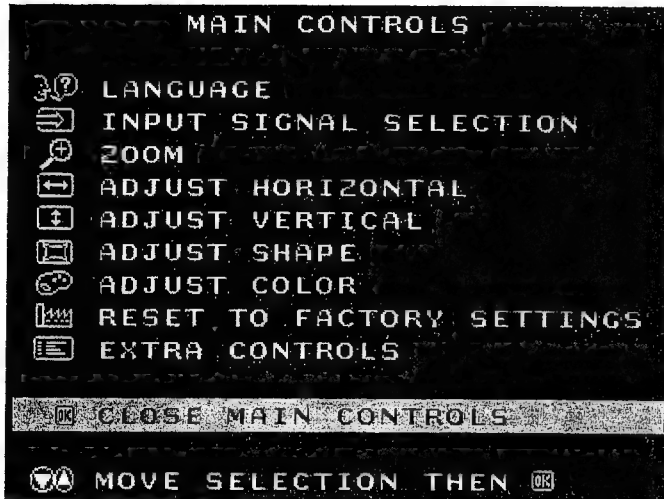 MAIN CONTROLS
LANGUAGE
INPUT SIGNAL SELECTION
ZOOM
ADJUST HORIZONTAL
ADJUST VERTICAL
ADJUST SHAPE
ADJUST COLOR
RESET TO FACTORY SETTINGS
EXTRA CONTROLS
OK CLOSE MAIN CONTROLS
MOVE SELECTION THEN OK